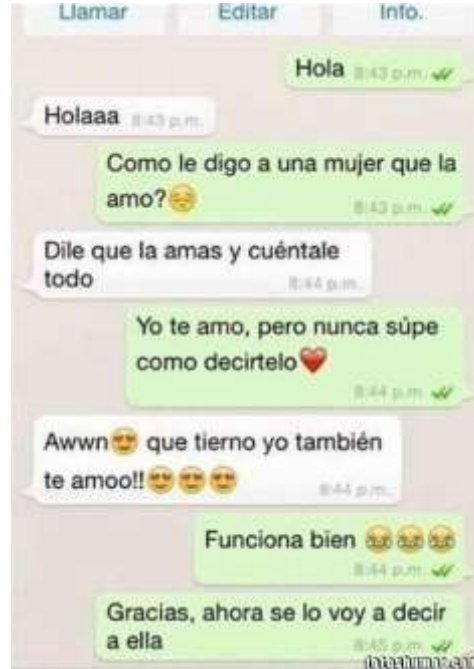 Llamar Editar Info.
Hola 8:43 p.m.
Holaaa 8:43 p.m.
Como le digo a una mujer que la
amo?😔 8:43 p.m.
Dile que la amas y cuéntale
todo 8:44 p.m.
Yo te amo, pero nunca súpe
como decirtelo❤
8:44 p.m.
Awwn😍 que tierno yo también
te amoo!!😍😍😍 8:44 p.m.
Funciona bien 😂😂😂
8:44 p.m.
Gracias, ahora se lo voy a decir
a ella 8:45 p.m.